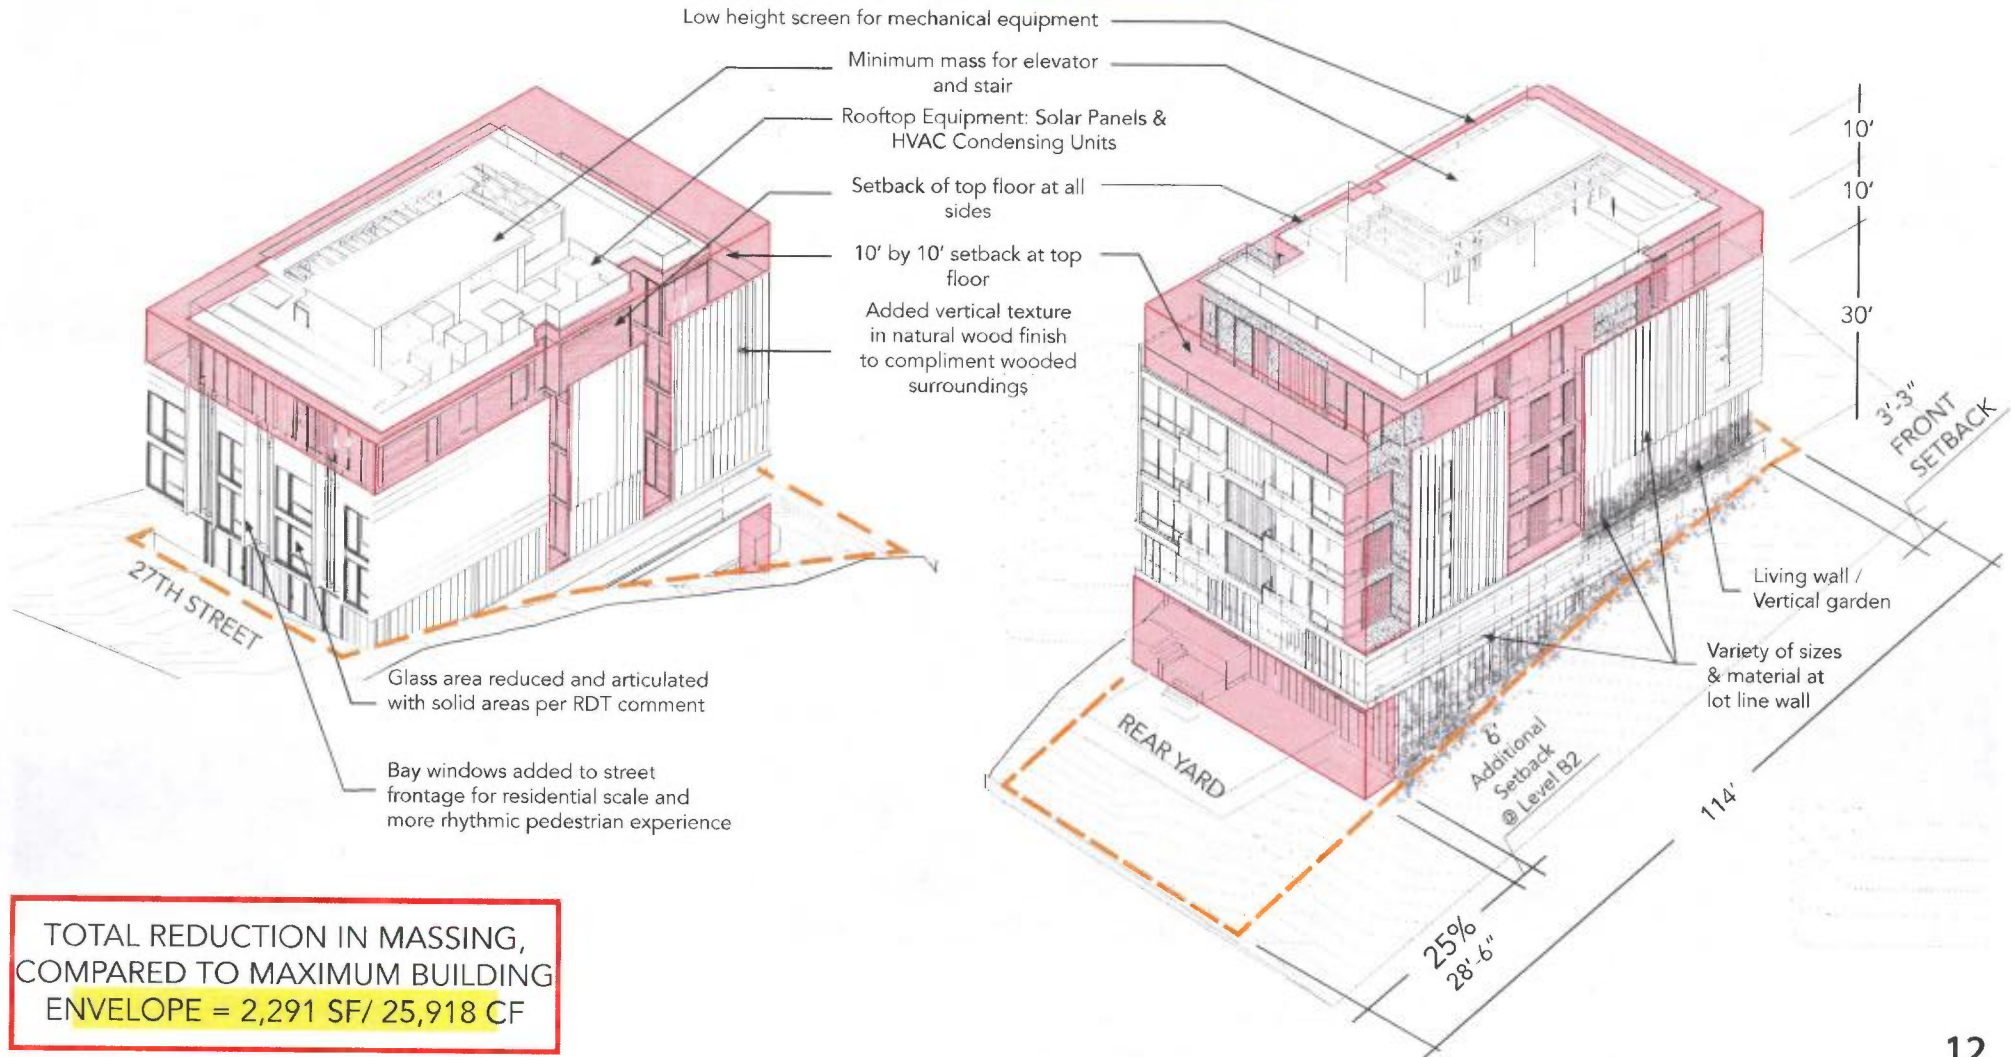 Low height screen for mechanical equipment
Minimum mass for elevator
and stair
Rooftop Equipment: Solar Panels &
HVAC Condensing Units
Setback of top floor at all
sides
10' by 10' setback at top
floor
Added vertical texture
in natural wood finish
to compliment wooded
surroundings
10'
10'
30'
3'-3"
FRONT
SETBACK
27TH STREET
Glass area reduced and articulated
with solid areas per RDT comment
Bay windows added to street
frontage for residential scale and
more rhythmic pedestrian experience
Living wall /
Vertical garden
Variety of sizes
& material at
lot line wall
REAR YARD
6'
Additional
Setback
@ Level B2
114'
25%
28'-6"
TOTAL REDUCTION IN MASSING,
COMPARED TO MAXIMUM BUILDING
ENVELOPE = 2,291 SF/ 25,918 CF
12